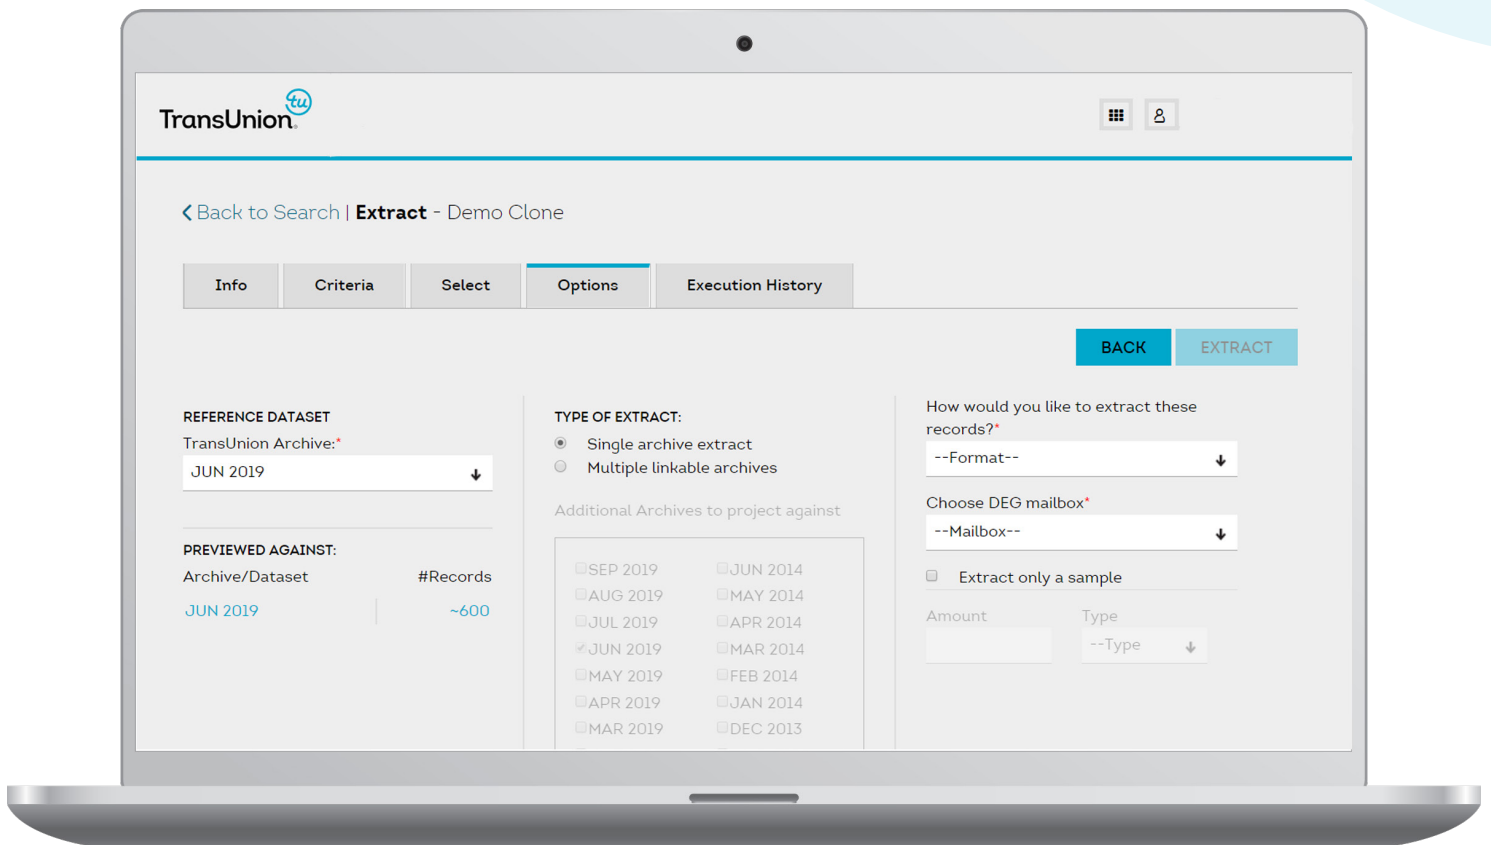 tu
TransUnion.
Back to Search | Extract - Demo Clone
Info Criteria Select Options Execution History
BACK EXTRACT
REFERENCE DATASET
TransUnion Archive:*
JUN 2019
PREVIEWED AGAINST:
Archive/Dataset #Records
JUN 2019 ~600
TYPE OF EXTRACT:
Single archive extract
Multiple linkable archives
Additional Archives to project against
SEP 2019 JUN 2014
AUG 2019 MAY 2014
JUL 2019 APR 2014
JUN 2019 MAR 2014
MAY 2019 FEB 2014
APR 2019 JAN 2014
MAR 2019 DEC 2013
How would you like to extract these
records?*
--Format--
Choose DEG mailbox*
--Mailbox--
Extract only a sample
Amount Type
--Type